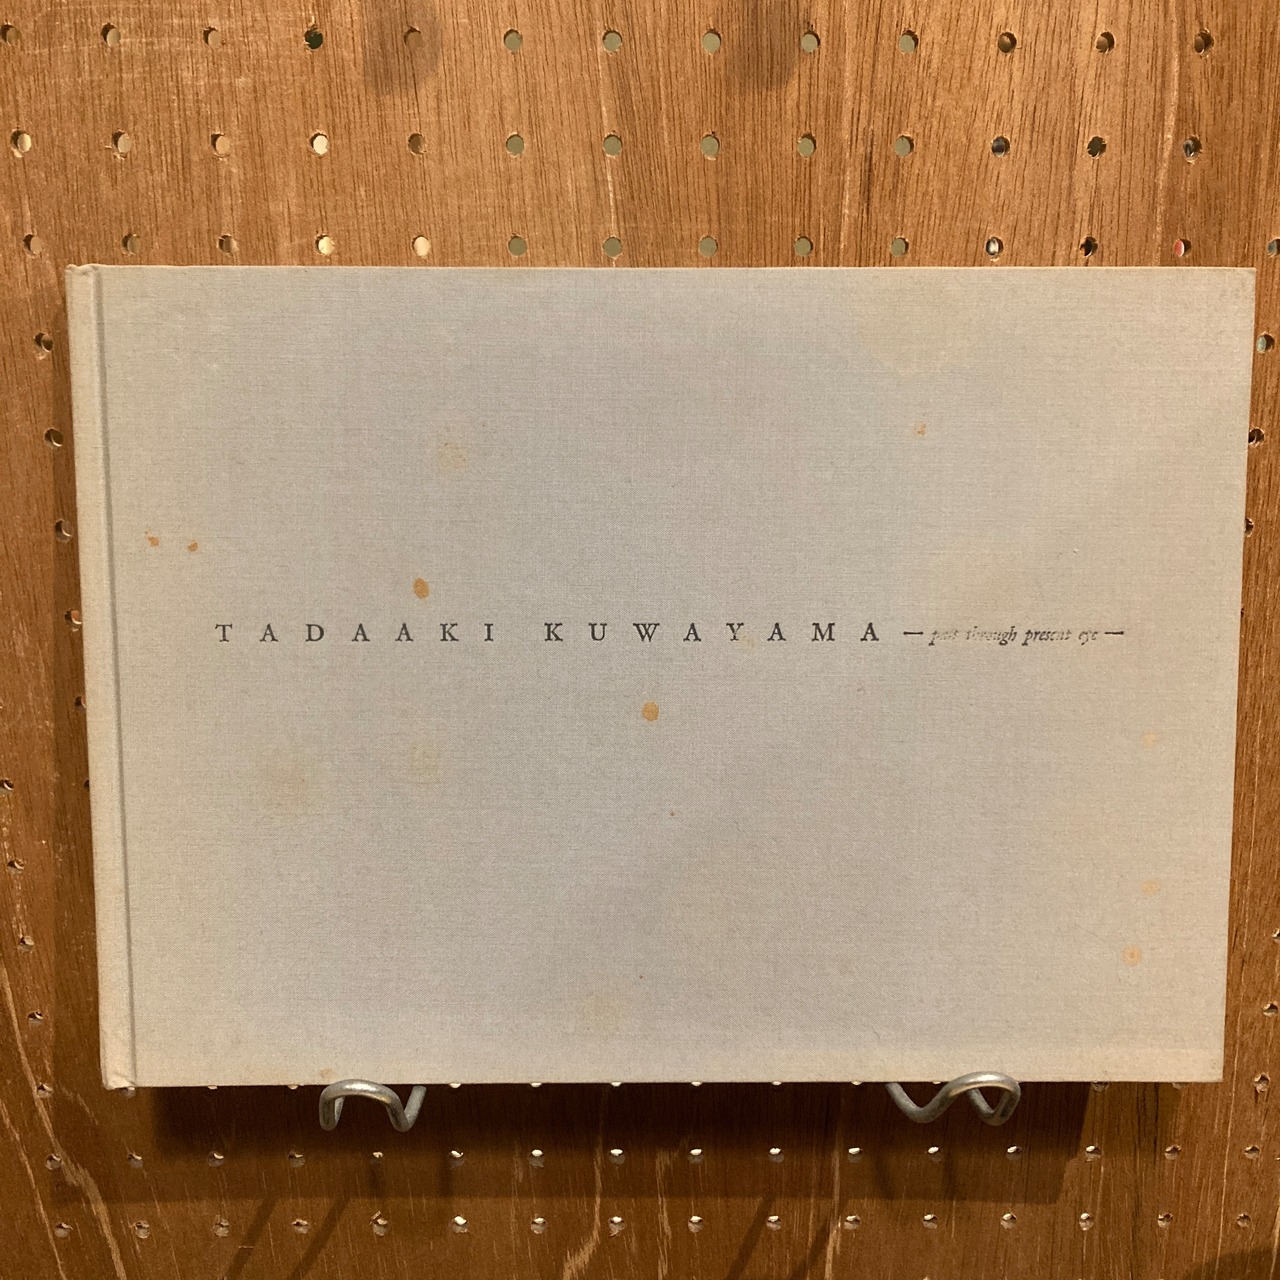 TADAAKI KUWAYAMA — past through present eye —